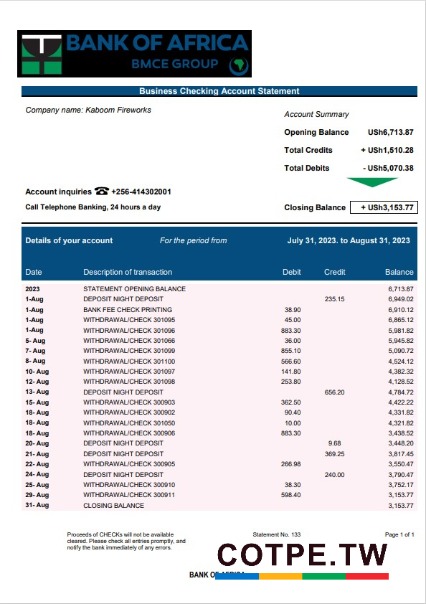 BANK OF AFRICA
BMCE GROUP
Business Checking Account Statement
Company name: Kaboom Fireworks
Account Summary
Opening Balance USh6,713.87
Total Credits + USh1,510.28
Total Debits - USh5,070.38
Account inquiries ☎ +256-414302001
Call Telephone Banking, 24 hours a day
Closing Balance + USh3,153.77
Details of your account For the period from July 31, 2023. to August 31, 2023
Date Description of transaction Debit Credit Balance
2023 STATEMENT OPENING BALANCE 6,713.87
1-Aug DEPOSIT NIGHT DEPOSIT 235.15 6,949.02
1-Aug BANK FEE CHECK PRINTING 38.90 6,910.12
1-Aug WITHDRAWAL/CHECK 301095 45.00 6,865.12
1-Aug WITHDRAWAL/CHECK 301096 883.30 5,981.82
5- Aug WITHDRAWAL/CHECK 301066 36.00 5,945.82
7- Aug WITHDRAWAL/CHECK 301099 855.10 5,090.72
8- Aug WITHDRAWAL/CHECK 301100 566.60 4,524.12
10- Aug WITHDRAWAL/CHECK 301097 141.80 4,382.32
12- Aug WITHDRAWAL/CHECK 301098 253.80 4,128.52
13- Aug DEPOSIT NIGHT DEPOSIT 656.20 4,784.72
15- Aug WITHDRAWAL/CHECK 300903 362.50 4,422.22
18- Aug WITHDRAWAL/CHECK 300902 90.40 4,331.82
18- Aug WITHDRAWAL/CHECK 301050 10.00 4,321.82
18- Aug WITHDRAWAL/CHECK 300906 883.30 3,438.52
20- Aug DEPOSIT NIGHT DEPOSIT 9.68 3,448.20
21- Aug DEPOSIT NIGHT DEPOSIT 369.25 3,817.45
22- Aug WITHDRAWAL/CHECK 300905 266.98 3,550.47
24- Aug DEPOSIT NIGHT DEPOSIT 240.00 3,790.47
25- Aug WITHDRAWAL/CHECK 300910 38.30 3,752.17
29- Aug WITHDRAWAL/CHECK 300911 598.40 3,153.77
31- Aug CLOSING BALANCE 3,153.77
Proceeds of CHECKs will not be available
cleared. Please check all entries promptly, and
notify the bank immediately of any errors.
Statement No. 133 Page 1 of 1
COTPE.TW
BANK